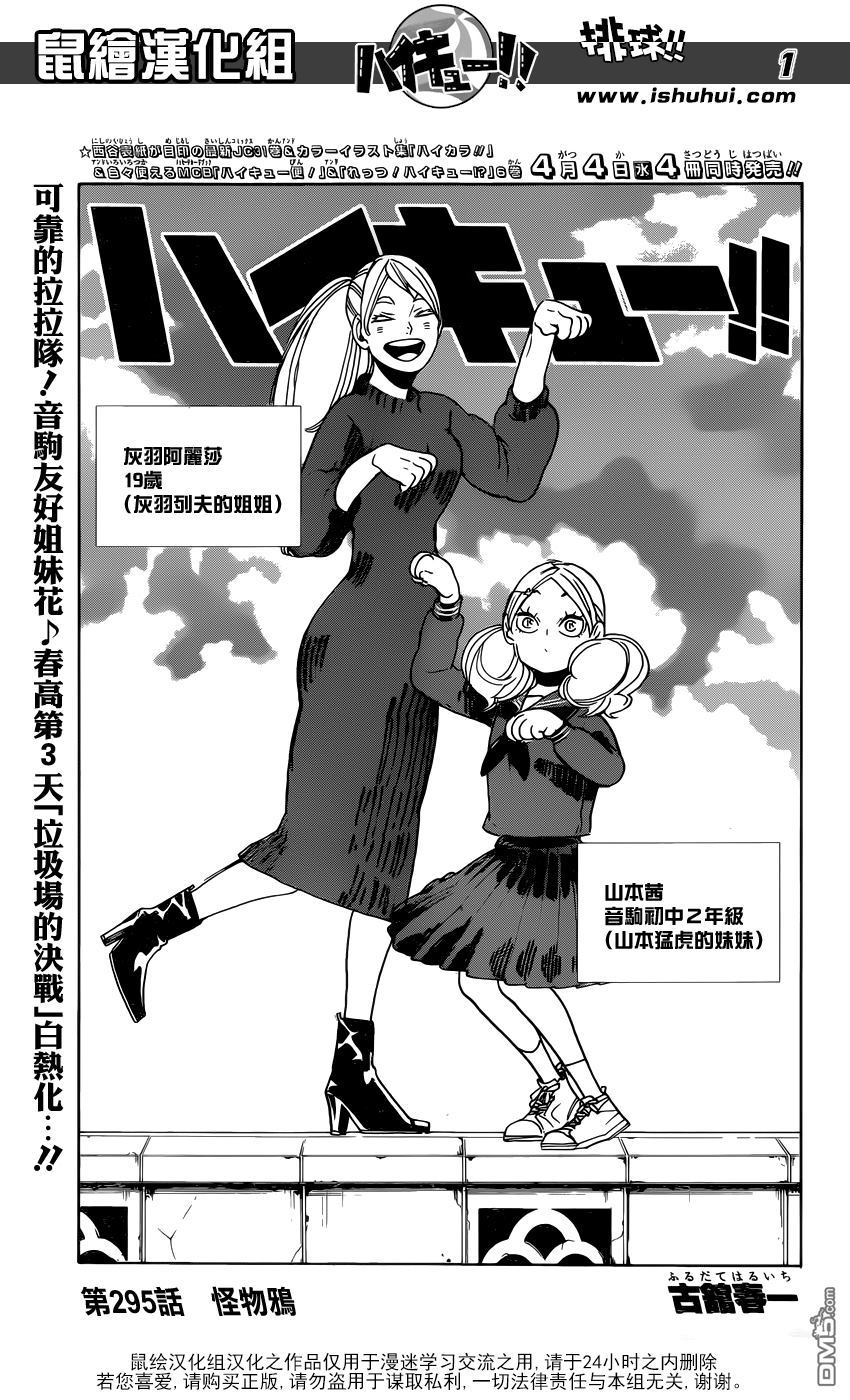 鼠繪漢化組
ハイキュー!!
排球!!
1
www.ishuhui.com
☆西谷表紙が目印の最新JC31巻&カラーイラスト集「ハイカラ!!」
&色々使えるMCB「ハイキュー便!」&「れっつ!ハイキュー!?」6巻 4月4日水4冊同時発売!!
ハイキュー!!
可靠的拉拉隊!音駒友好姐妹花♪春高第3天「垃圾場的決戰」白熱化…!!
灰羽阿麗莎
19歲
(灰羽列夫的姐姐)
山本茜
音駒初中2年級
(山本猛虎的妹妹)
第295話 怪物鴉
ふるだてはるいち
古舘春一
DM5.com
鼠绘汉化组汉化之作品仅用于漫迷学习交流之用,请于24小时之内删除
若您喜爱,请购买正版,请勿滥用于谋取私利,一切法律责任与本组无关,谢谢。